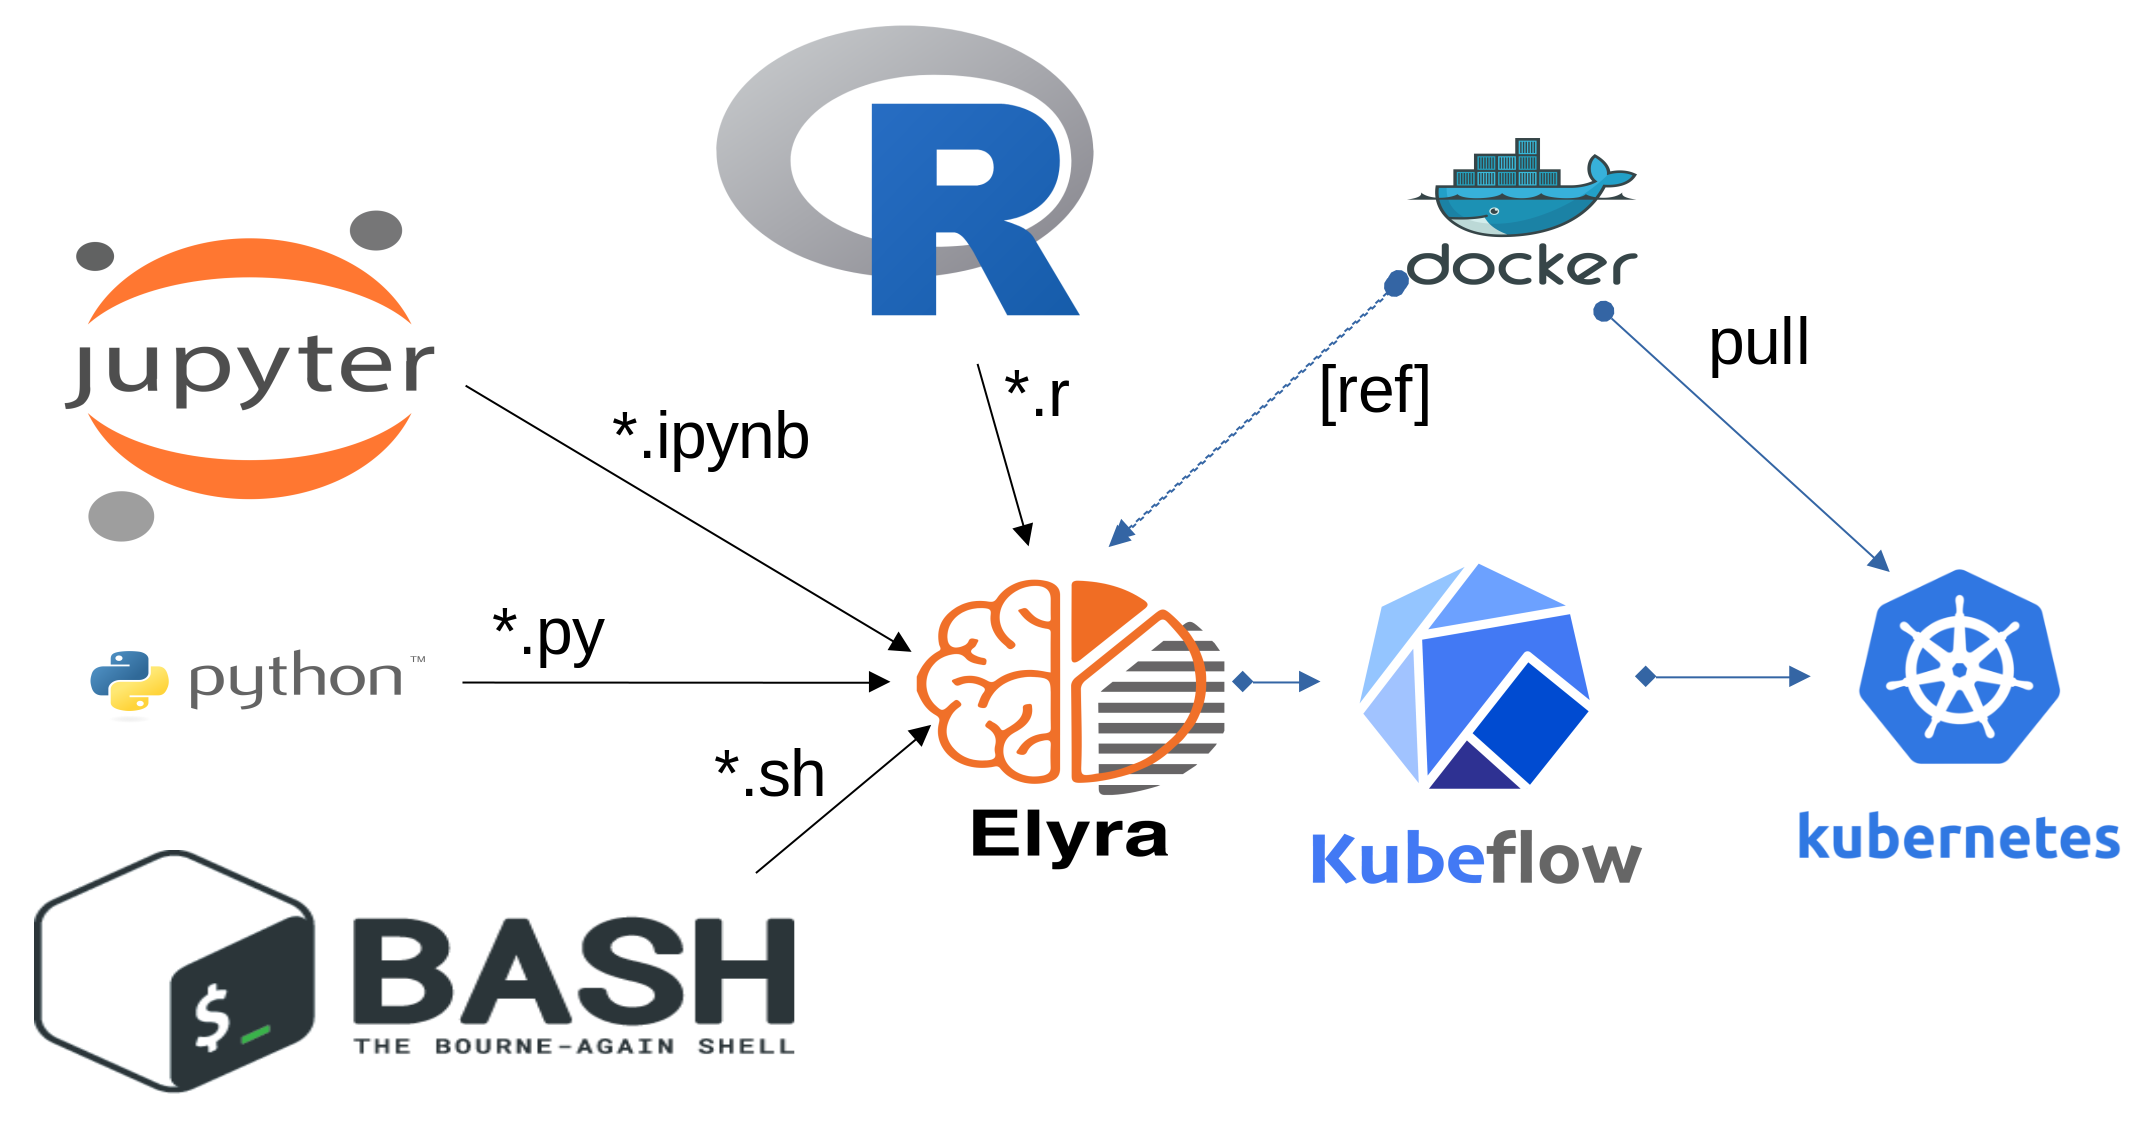 R
docker
pull
jupyter
[ref]
*.r
*.ipynb
*.py
python™
*.sh
Elyra
Kubeflow
kubernetes
$_
BASH
THE BOURNE-AGAIN SHELL